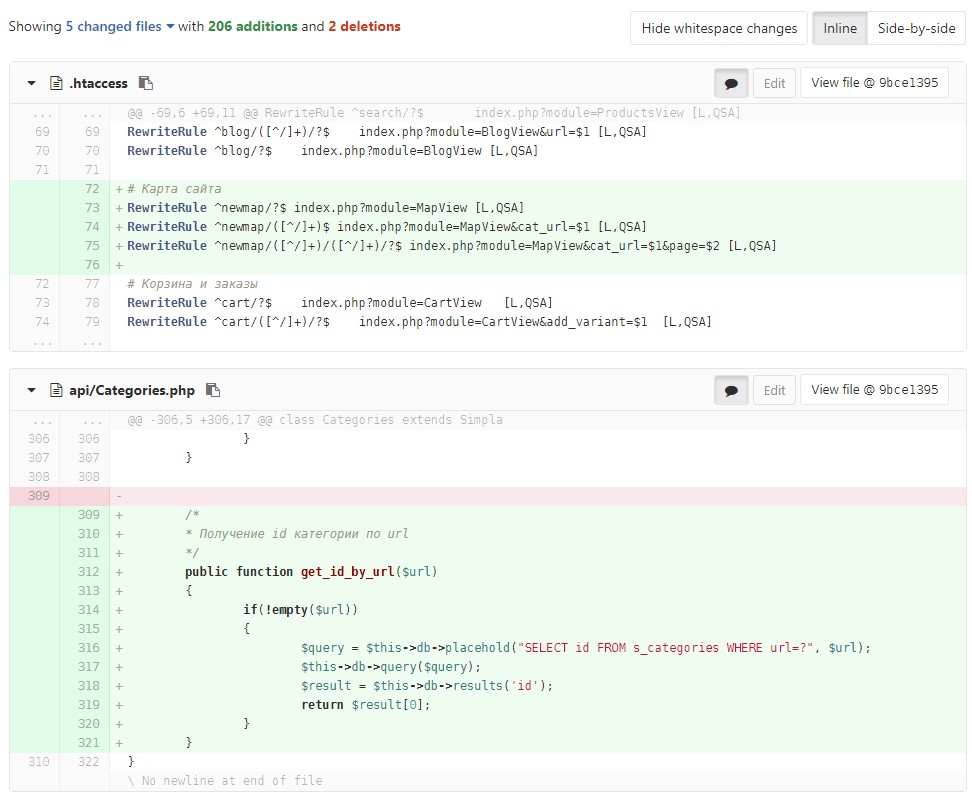 Showing 5 changed files with 206 additions and 2 deletions
Hide whitespace changes Inline Side-by-side
.htaccess Edit View file @ 9bce1395
... ... @@ -69,6 +69,11 @@ RewriteRule ^search/?$ index.php?module=ProductsView [L,QSA]
69 69 RewriteRule ^blog/([^/]+)/?$ index.php?module=BlogView&url=$1 [L,QSA]
70 70 RewriteRule ^blog/?$ index.php?module=BlogView [L,QSA]
71 71
72 + # Карта сайта
73 + RewriteRule ^newmap/?$ index.php?module=MapView [L,QSA]
74 + RewriteRule ^newmap/([^/]+)$ index.php?module=MapView&cat_url=$1 [L,QSA]
75 + RewriteRule ^newmap/([^/]+)/([^/]+)/?$ index.php?module=MapView&cat_url=$1&page=$2 [L,QSA]
76 +
72 77 # Корзина и заказы
73 78 RewriteRule ^cart/?$ index.php?module=CartView [L,QSA]
74 79 RewriteRule ^cart/([^/]+)/?$ index.php?module=CartView&add_variant=$1 [L,QSA]
... ...
api/Categories.php Edit View file @ 9bce1395
... ... @@ -306,5 +306,17 @@ class Categories extends Simpla
306 306 }
307 307 }
308 308
309 -
309 + /*
310 + * Получение id категории по url
311 + */
312 + public function get_id_by_url($url)
313 + {
314 + if(!empty($url))
315 + {
316 + $query = $this->db->placehold("SELECT id FROM s_categories WHERE url=?", $url);
317 + $this->db->query($query);
318 + $result = $this->db->results('id');
319 + return $result[0];
320 + }
321 + }
310 322 }
\ No newline at end of file